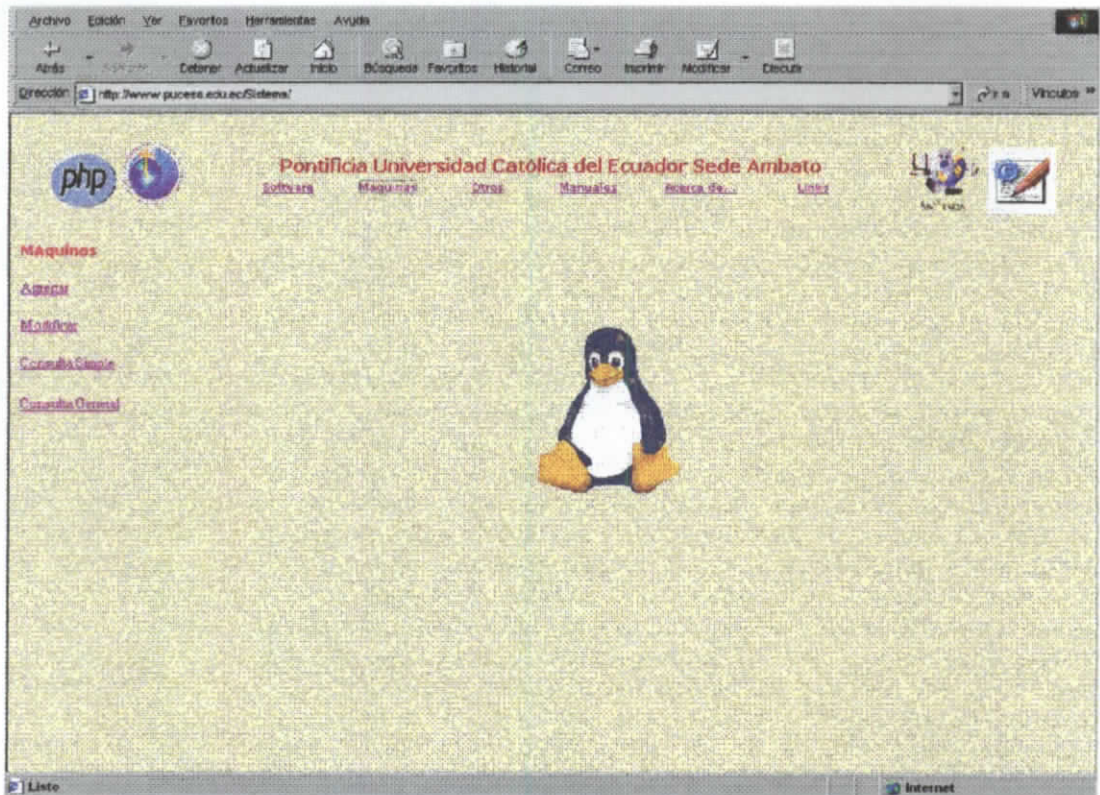 Archivo Edición Ver Favoritos Herramientas Ayuda
Atrás Detener Actualizar Inicio Búsqueda Favoritos Historial Correo Imprimir Modificar Discutir
Dirección http://www.pucesa.edu.ec/Sistema/ Ir a Vínculos »
php
Pontificia Universidad Católica del Ecuador Sede Ambato
Software Maquinas Otros Manuales Acerca de... Links
MAquinas
Agregar
Modificar
Consulta Simple
Consulta General
Listo Internet